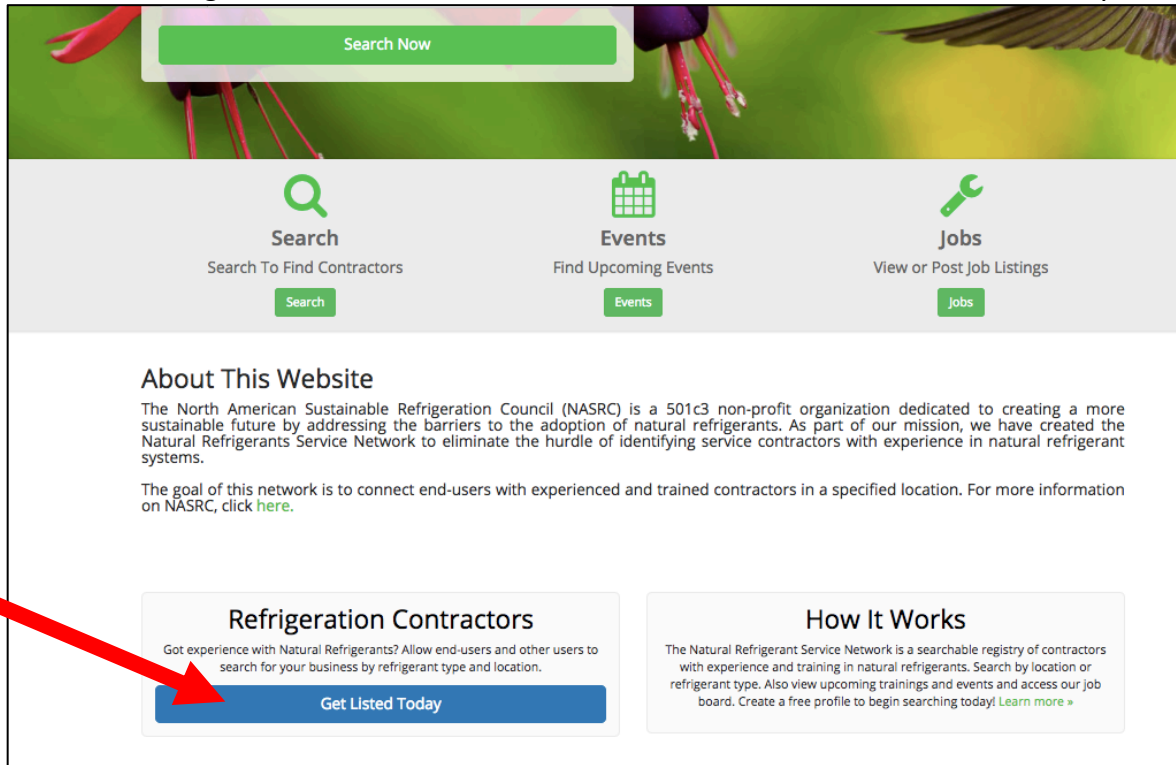 Search Now
Search
Search To Find Contractors
Search
Events
Find Upcoming Events
Events
Jobs
View or Post Job Listings
Jobs
About This Website
The North American Sustainable Refrigeration Council (NASRC) is a 501c3 non-profit organization dedicated to creating a more
sustainable future by addressing the barriers to the adoption of natural refrigerants. As part of our mission, we have created the
Natural Refrigerants Service Network to eliminate the hurdle of identifying service contractors with experience in natural refrigerant
systems.
The goal of this network is to connect end-users with experienced and trained contractors in a specified location. For more information
on NASRC, click here.
Refrigeration Contractors
Got experience with Natural Refrigerants? Allow end-users and other users to
search for your business by refrigerant type and location.
Get Listed Today
How It Works
The Natural Refrigerant Service Network is a searchable registry of contractors
with experience and training in natural refrigerants. Search by location or
refrigerant type. Also view upcoming trainings and events and access our job
board. Create a free profile to begin searching today! Learn more »